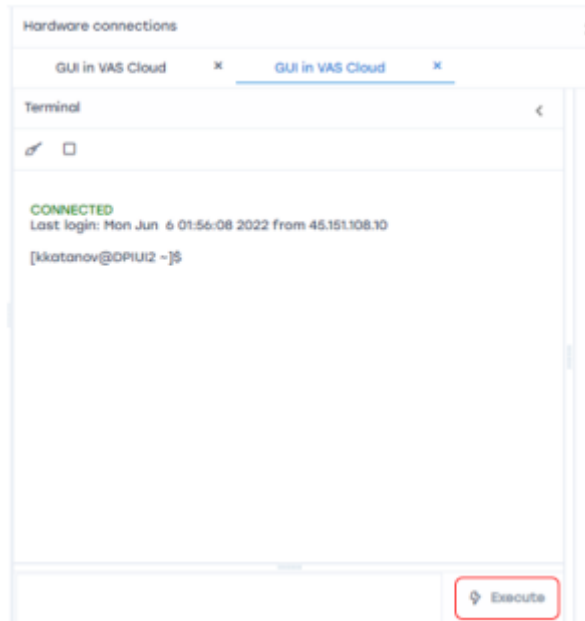 Hardware connections
GUI in VAS Cloud × GUI in VAS Cloud ×
Terminal
CONNECTED
Last login: Mon Jun 6 01:56:08 2022 from 45.151.108.10
[kkatanov@DPIUI2 ~]$
Execute